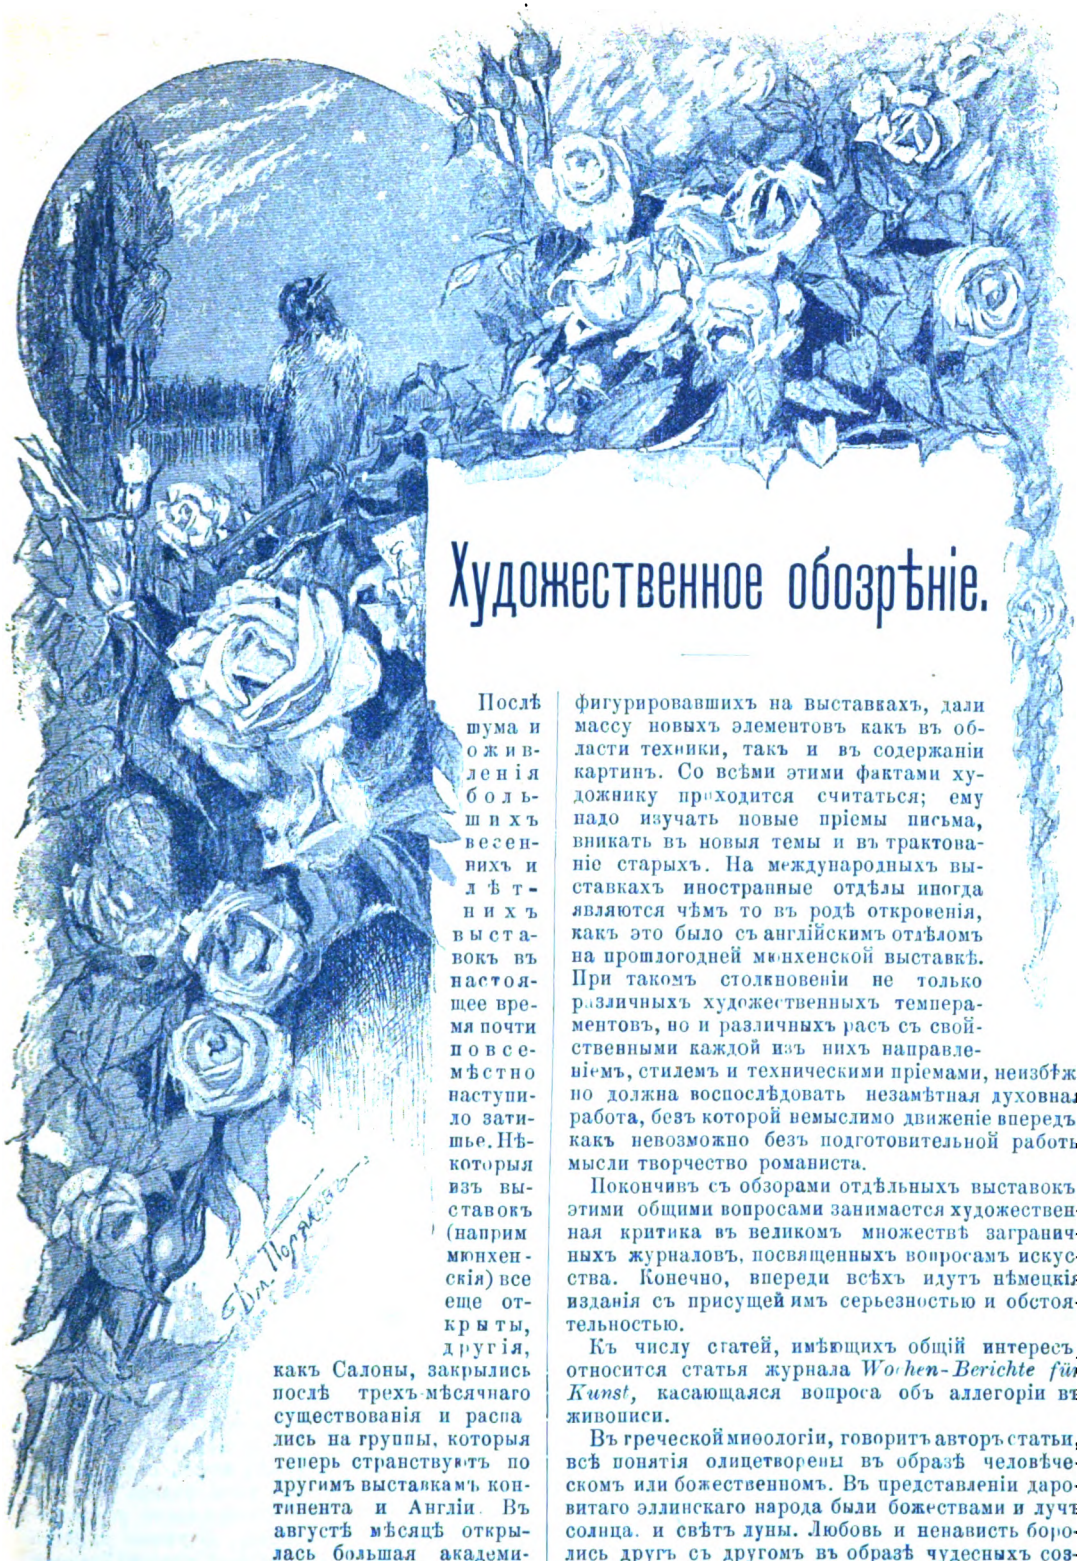 Художественное обозрѣніе.
Послѣ
шума и
ожив-
ленія
боль-
шихъ
весен-
нихъ и
лѣт-
нихъ
выста-
вокъ въ
настоя-
щее вре-
мя почти
повсе-
мѣстно
наступи-
ло зати-
шье. Нѣ-
которыя
изъ вы-
ставокъ
(наприм
мюнхен-
скія) все
еще от-
крыты,
другія,
какъ Салоны, закрылись
послѣ трехъ-мѣсячнаго
существованія и распа
лись на группы, которыя
теперь странствуютъ по
другимъ выставкамъ кон-
тинента и Англіи. Въ
августѣ мѣсяцѣ откры-
лась большая академи-
фигурировавшихъ на выставкахъ, дали
массу новыхъ элементовъ какъ въ об-
ласти техники, такъ и въ содержаніи
картинъ. Со всѣми этими фактами ху-
дожнику приходится считаться; ему
надо изучать новые пріемы письма,
вникать въ новыя темы и въ трактова-
ніе старыхъ. На международныхъ вы-
ставкахъ иностранные отдѣлы иногда
являются чѣмъ то въ родѣ откровенія,
какъ это было съ англійскимъ отдѣломъ
на прошлогодней мюнхенской выставкѣ.
При такомъ столкновеніи не только
различныхъ художественныхъ темпера-
ментовъ, но и различныхъ расъ съ свой-
ственными каждой изъ нихъ направле-
ніемъ, стилемъ и техническими пріемами, неизбѣж-
но должна воспослѣдовать незамѣтная духовная
работа, безъ которой немыслимо движеніе впередъ
какъ невозможно безъ подготовительной работы
мысли творчество романиста.
Покончивъ съ обзорами отдѣльныхъ выставокъ
этими общими вопросами занимается художествен-
ная критика въ великомъ множествѣ загранич-
ныхъ журналовъ, посвященныхъ вопросамъ искус-
ства. Конечно, впереди всѣхъ идутъ нѣмецкія
изданія съ присущей имъ серьезностью и обстоя-
тельностью.
Къ числу статей, имѣющихъ общій интересъ,
относится статья журнала Wochen-Berichte für
Kunst, касающаяся вопроса объ аллегоріи въ
живописи.
Въ греческой миѳологіи, говоритъ авторъ статьи,
всѣ понятія олицетворены въ образѣ человѣче-
скомъ или божественномъ. Въ представленіи даро-
витаго эллинскаго народа были божествами и лучъ
солнца. и свѣтъ луны. Любовь и ненависть боро-
лись другъ съ другомъ въ образѣ чудесныхъ соз-